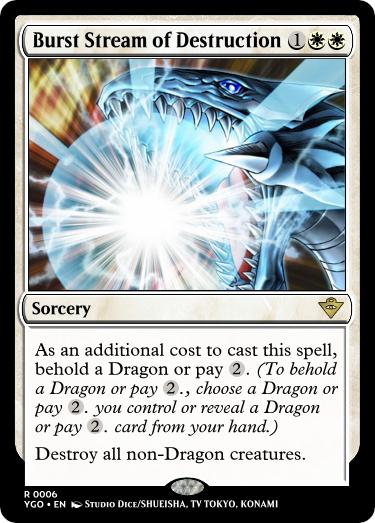 Burst Stream of Destruction 1
Sorcery
As an additional cost to cast this spell,
behold a Dragon or pay 2. (To behold
a Dragon or pay 2., choose a Dragon or
pay 2. you control or reveal a Dragon
or pay 2. card from your hand.)
Destroy all non-Dragon creatures.
R 0006
YGO • EN Studio Dice/SHUEISHA, TV TOKYO, KONAMI